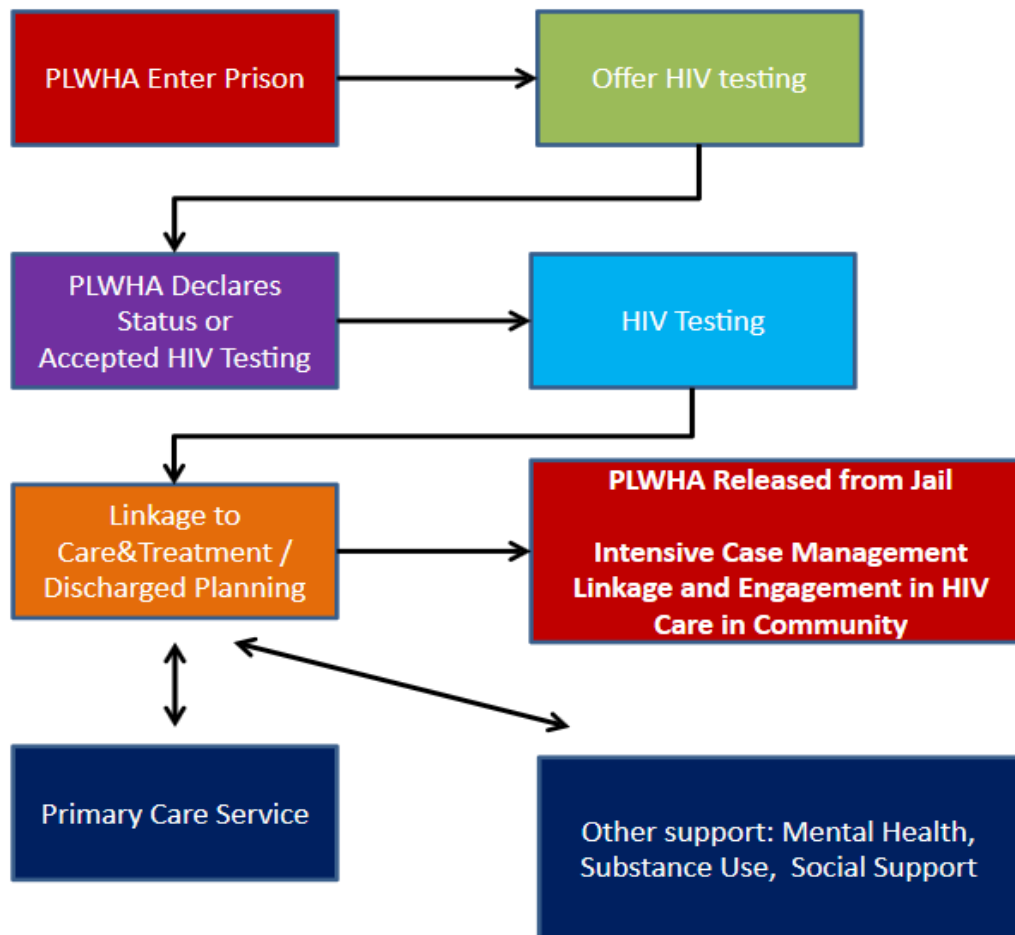 PLWHA Enter Prison
Offer HIV testing
PLWHA Declares
Status or
Accepted HIV Testing
HIV Testing
Linkage to
Care&Treatment /
Discharged Planning
PLWHA Released from Jail
Intensive Case Management
Linkage and Engagement in HIV
Care in Community
Primary Care Service
Other support: Mental Health,
Substance Use, Social Support